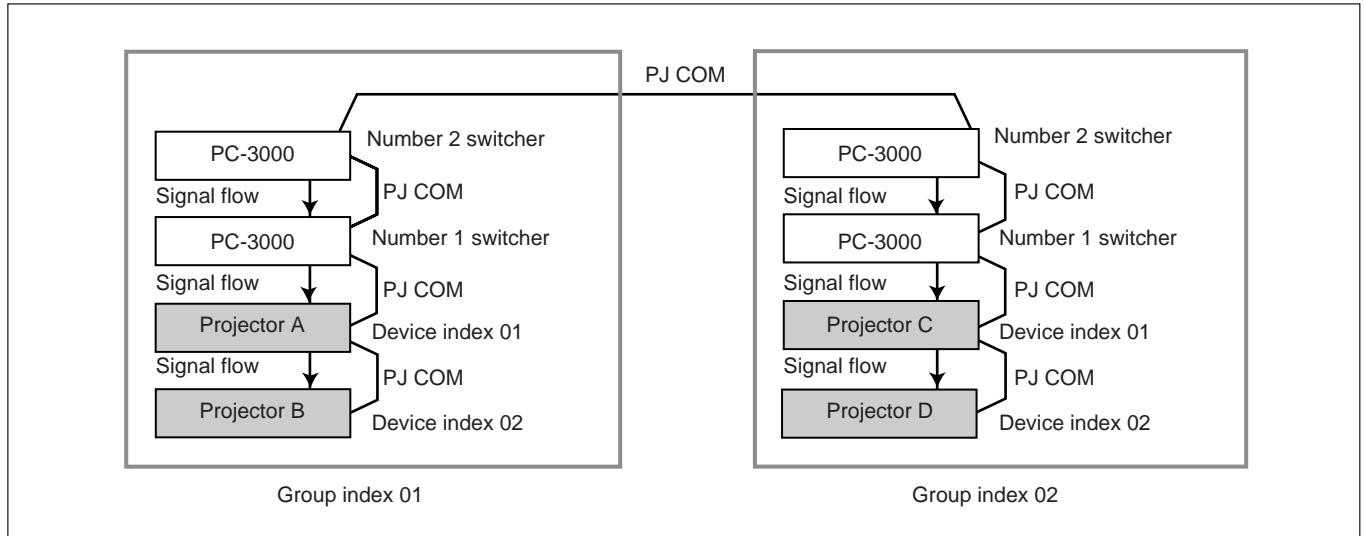 PJ COM
PC-3000
Number 2 switcher
Signal flow
PJ COM
PC-3000
Number 1 switcher
Signal flow
PJ COM
Projector A
Device index 01
Signal flow
PJ COM
Projector B
Device index 02
Group index 01
PC-3000
Number 2 switcher
Signal flow
PJ COM
PC-3000
Number 1 switcher
Signal flow
PJ COM
Projector C
Device index 01
Signal flow
PJ COM
Projector D
Device index 02
Group index 02